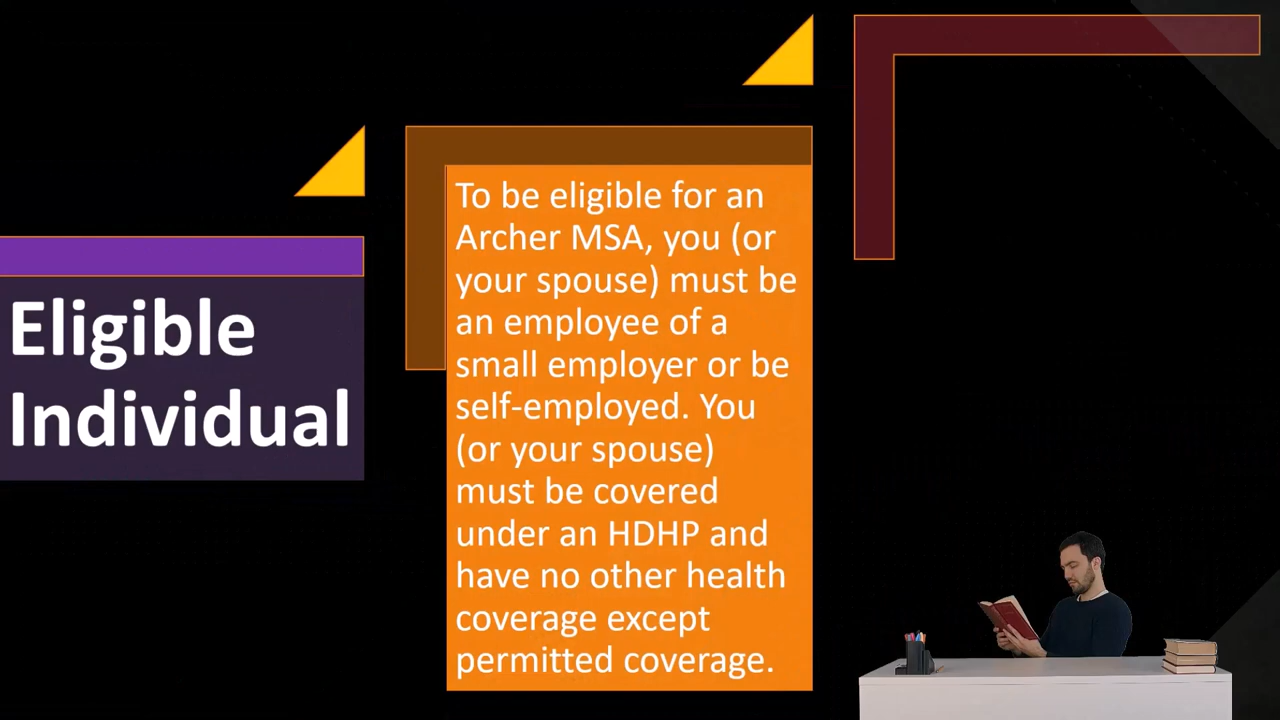 Eligible
Individual
To be eligible for an
Archer MSA, you (or
your spouse) must be
an employee of a
small employer or be
self-employed. You
(or your spouse)
must be covered
under an HDHP and
have no other health
coverage except
permitted coverage.